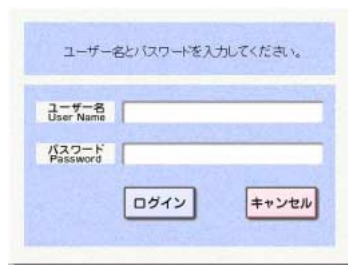 ユーザー名とパスワードを入力してください。
ユーザー名
User Name
パスワード
Password
ログイン
キャンセル